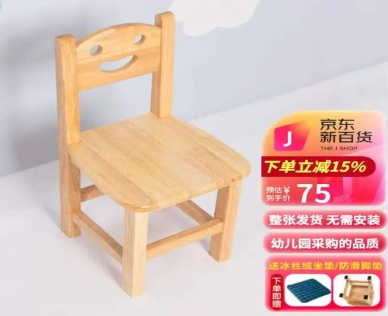 J
京东
新百货
THE J SHOP
下单立减15%
预估￥
到手价
75
整张发货 无需安装
幼儿园采购的品质
送冰丝绒坐垫/防滑脚垫
下单
即赠